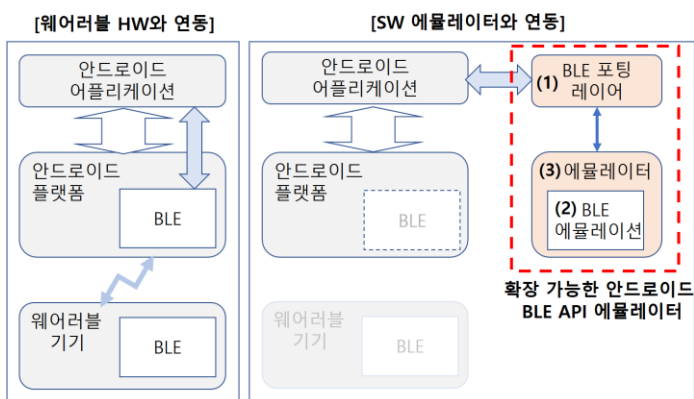 [웨어러블 HW와 연동]
안드로이드
어플리케이션
안드로이드
플랫폼
BLE
웨어러블
기기
BLE
[SW 에뮬레이터와 연동]
안드로이드
어플리케이션
안드로이드
플랫폼
BLE
웨어러블
기기
BLE
(1) BLE 포팅
레이어
(3) 에뮬레이터
(2) BLE
에뮬레이션
확장 가능한 안드로이드
BLE API 에뮬레이터